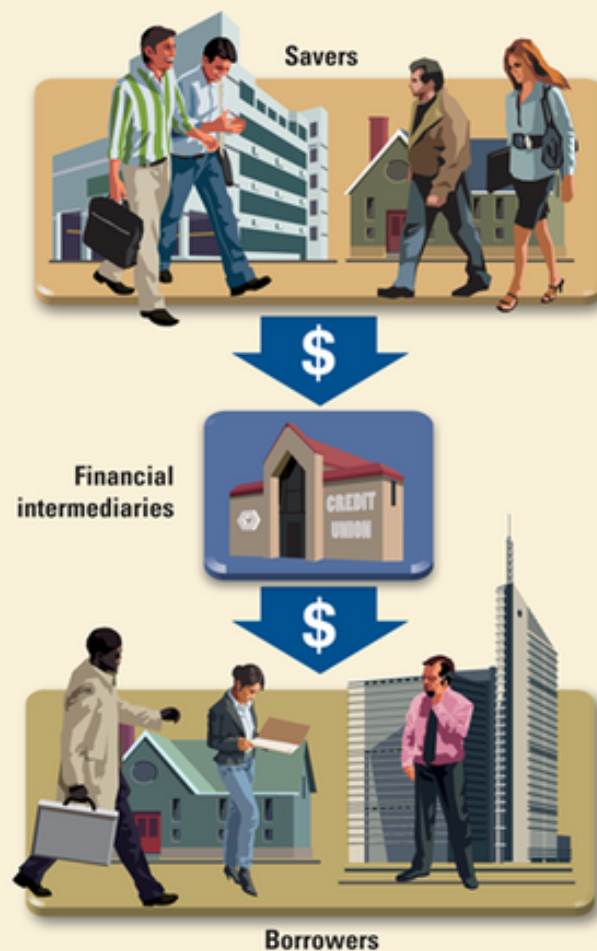 Savers
$
Financial
intermediaries
CREDIT
UNION
$
Borrowers